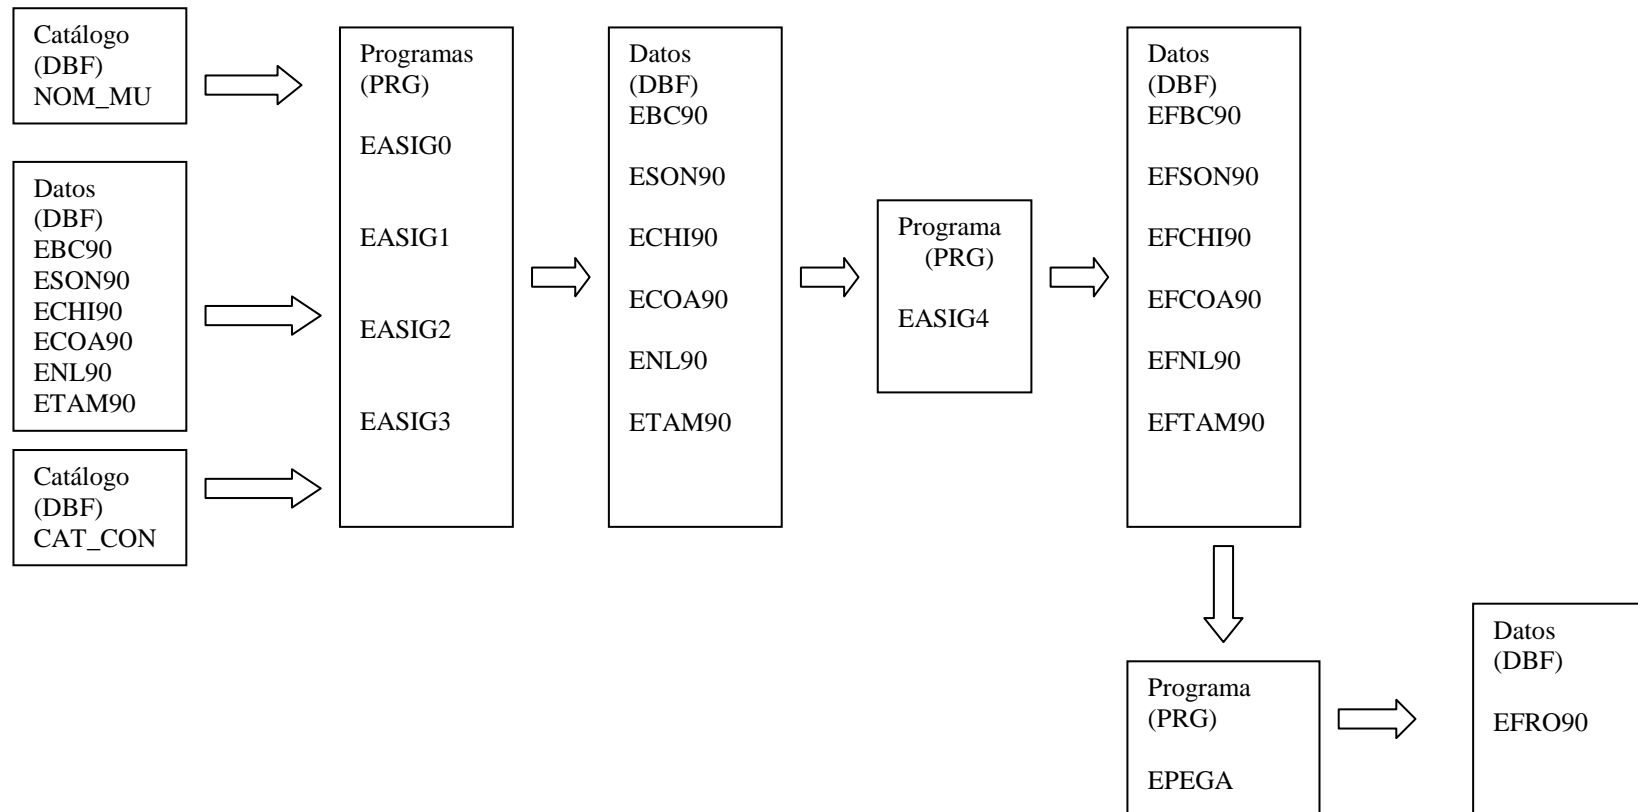 Catálogo
(DBF)
NOM_MU
Datos
(DBF)
EBC90
ESON90
ECHI90
ECOA90
ENL90
ETAM90
Catálogo
(DBF)
CAT_CON
Programas
(PRG)
EASIG0
EASIG1
EASIG2
EASIG3
Datos
(DBF)
EBC90
ESON90
ECHI90
ECOA90
ENL90
ETAM90
Programa
(PRG)
EASIG4
Datos
(DBF)
EFBC90
EFSON90
EFCHI90
EFCOA90
EFNL90
EFTAM90
Programa
(PRG)
EPEGA
Datos
(DBF)
EFRO90